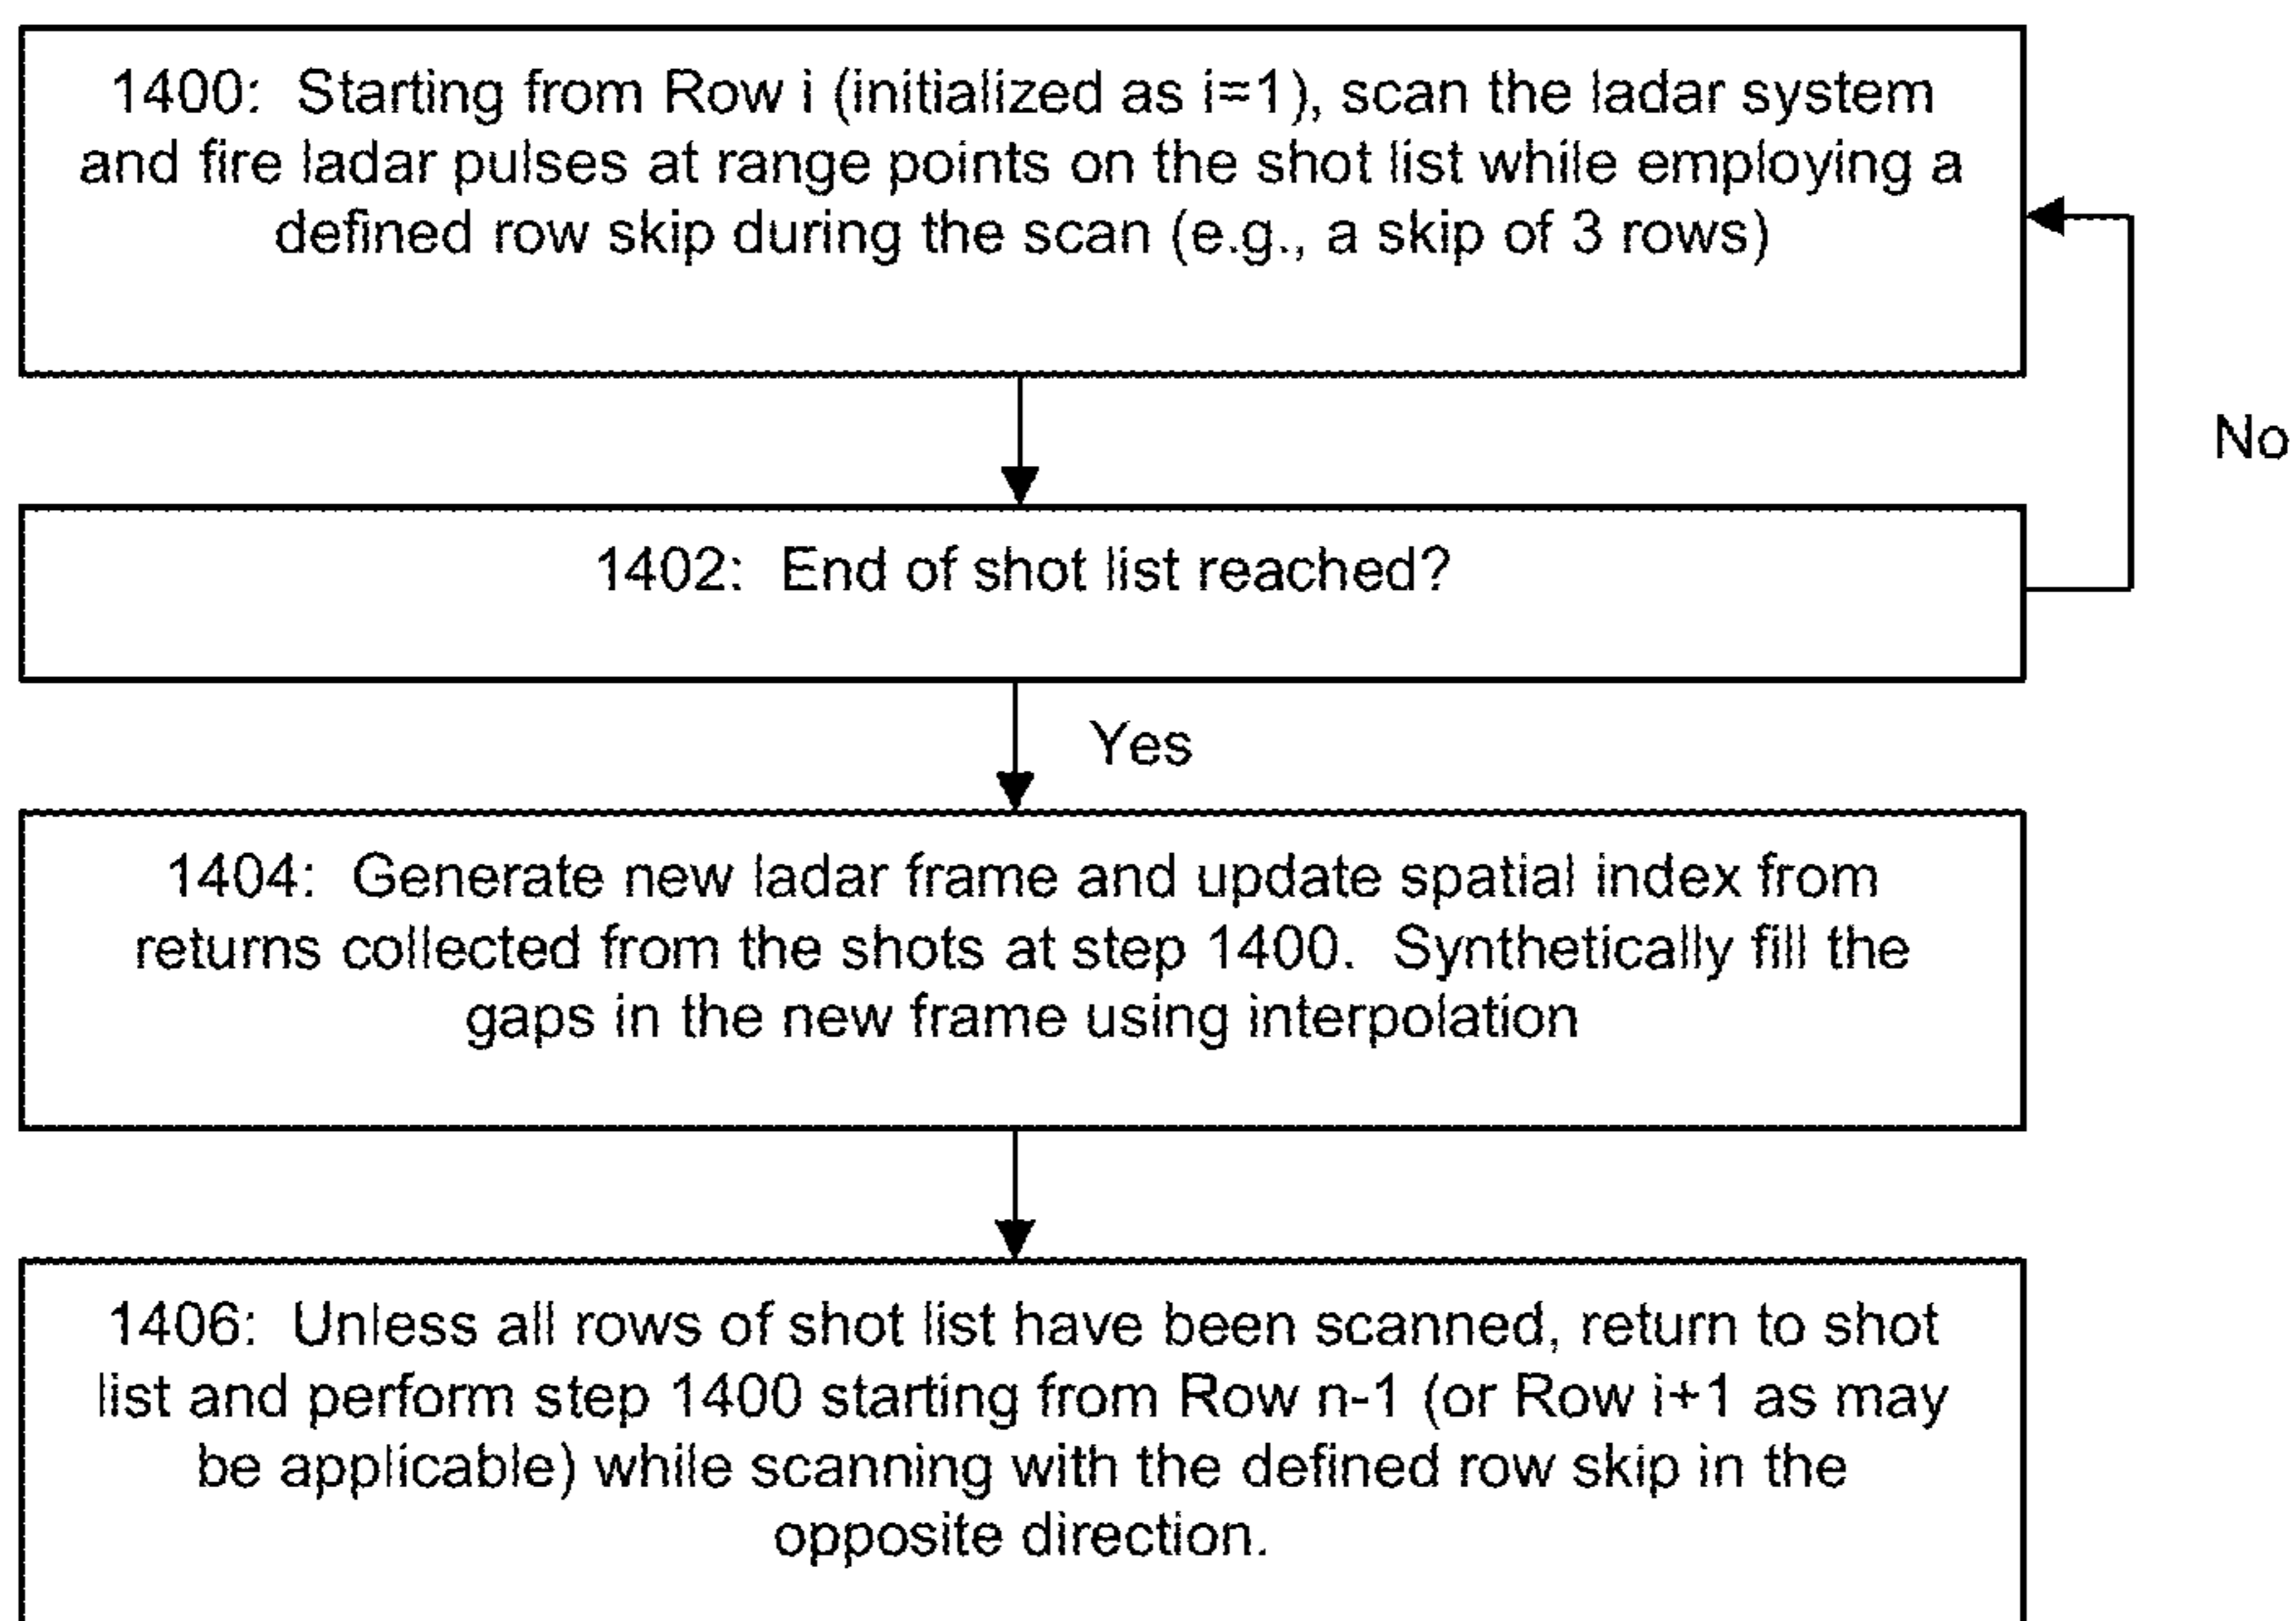 1400: Starting from Row i (initialized as i=1), scan the ladar system
and fire ladar pulses at range points on the shot list while employing a
defined row skip during the scan (e.g., a skip of 3 rows)
No
1402: End of shot list reached?
Yes
1404: Generate new ladar frame and update spatial index from
returns collected from the shots at step 1400. Synthetically fill the
gaps in the new frame using interpolation
1406: Unless all rows of shot list have been scanned, return to shot
list and perform step 1400 starting from Row n-1 (or Row i+1 as may
be applicable) while scanning with the defined row skip in the
opposite direction.